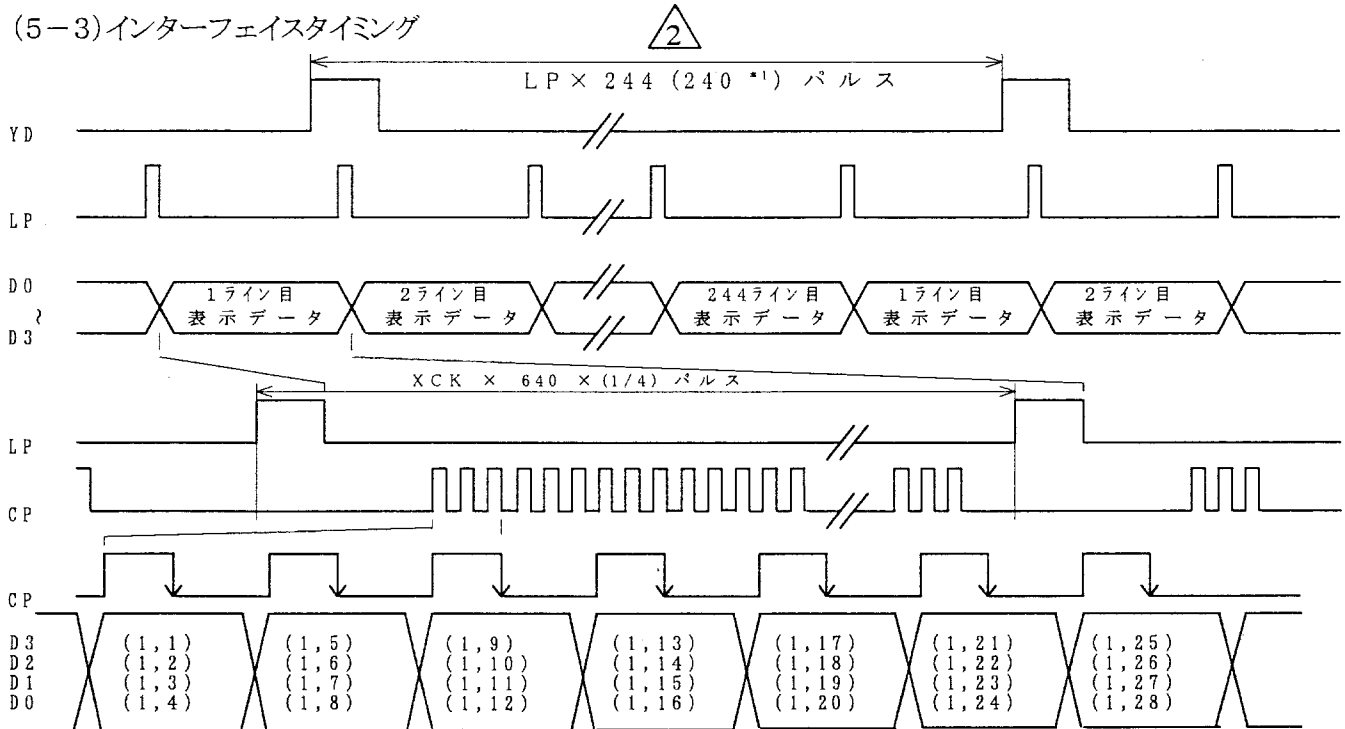 (5-3)インターフェイスタイミング
2
LP×244(240 *1)パルス
YD
LP
D0
~
D3
1ライン目
表示データ
2ライン目
表示データ
244ライン目
表示データ
1ライン目
表示データ
2ライン目
表示データ
XCK × 640 ×(1/4)パルス
LP
CP
CP
D3 (1,1) (1,5) (1,9) (1,13) (1,17) (1,21) (1,25)
D2 (1,2) (1,6) (1,10) (1,14) (1,18) (1,22) (1,26)
D1 (1,3) (1,7) (1,11) (1,15) (1,19) (1,23) (1,27)
D0 (1,4) (1,8) (1,12) (1,16) (1,20) (1,24) (1,28)